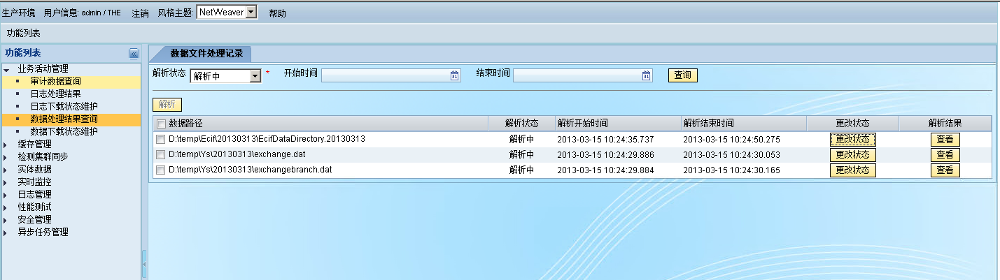 生产环境 用户信息: admin / THE 注销 风格主题: NetWeaver 帮助
功能列表
功能列表
业务活动管理
审计数据查询
日志处理结果
日志下载状态维护
数据处理结果查询
数据下载状态维护
缓存管理
检测集群同步
实体数据
实时监控
日志管理
性能测试
安全管理
异步任务管理
数据文件处理记录
解析状态 解析中 * 开始时间 31 结束时间 31 查询
解析
数据路径 解析状态 解析开始时间 解析结束时间 更改状态 解析结果
D:\temp\Ecif\20130313\EcifDataDirectory.20130313 解析中 2013-03-15 10:24:35.737 2013-03-15 10:24:50.275 更改状态 查看
D:\temp\Ys\20130313\exchange.dat 解析中 2013-03-15 10:24:29.886 2013-03-15 10:24:30.053 更改状态 查看
D:\temp\Ys\20130313\exchangebranch.dat 解析中 2013-03-15 10:24:29.884 2013-03-15 10:24:30.165 更改状态 查看